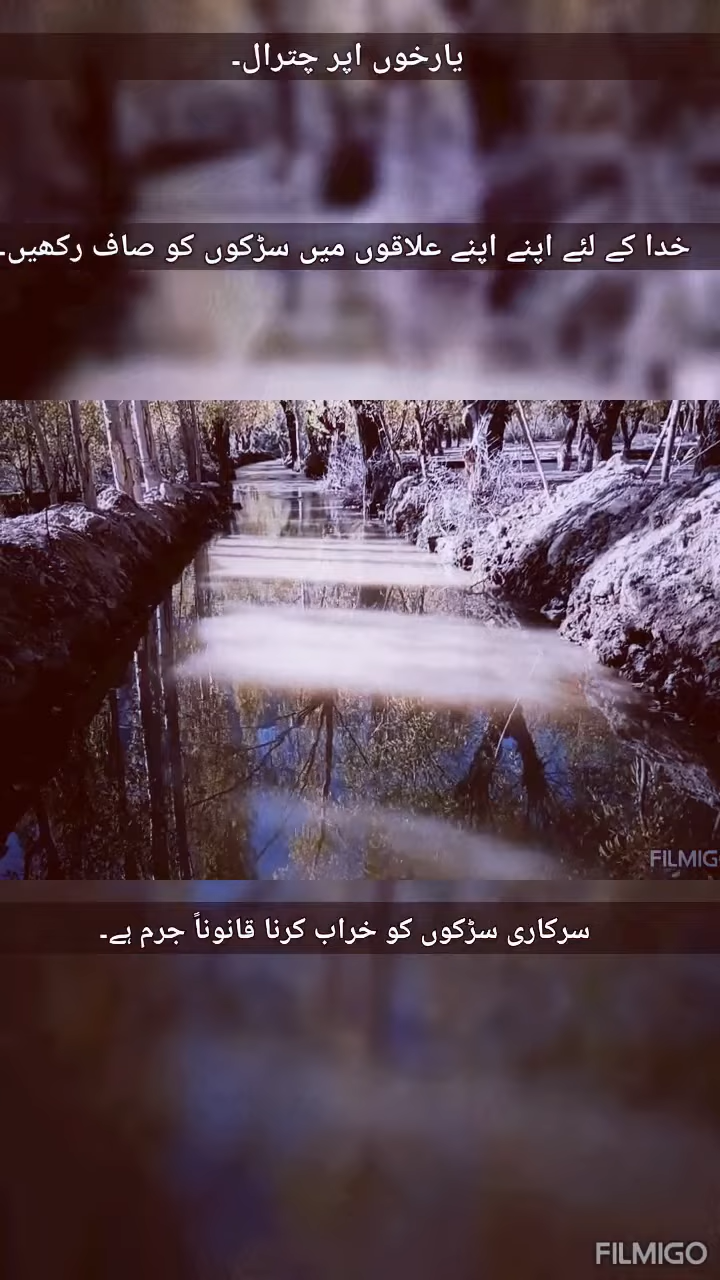 یارخوں اپر چترال۔
خدا کے لئے اپنے اپنے علاقوں میں سڑکوں کو صاف رکھیں۔
FILMIGO
سرکاری سڑکوں کو خراب کرنا قانوناً جرم ہے۔
FILMIGO